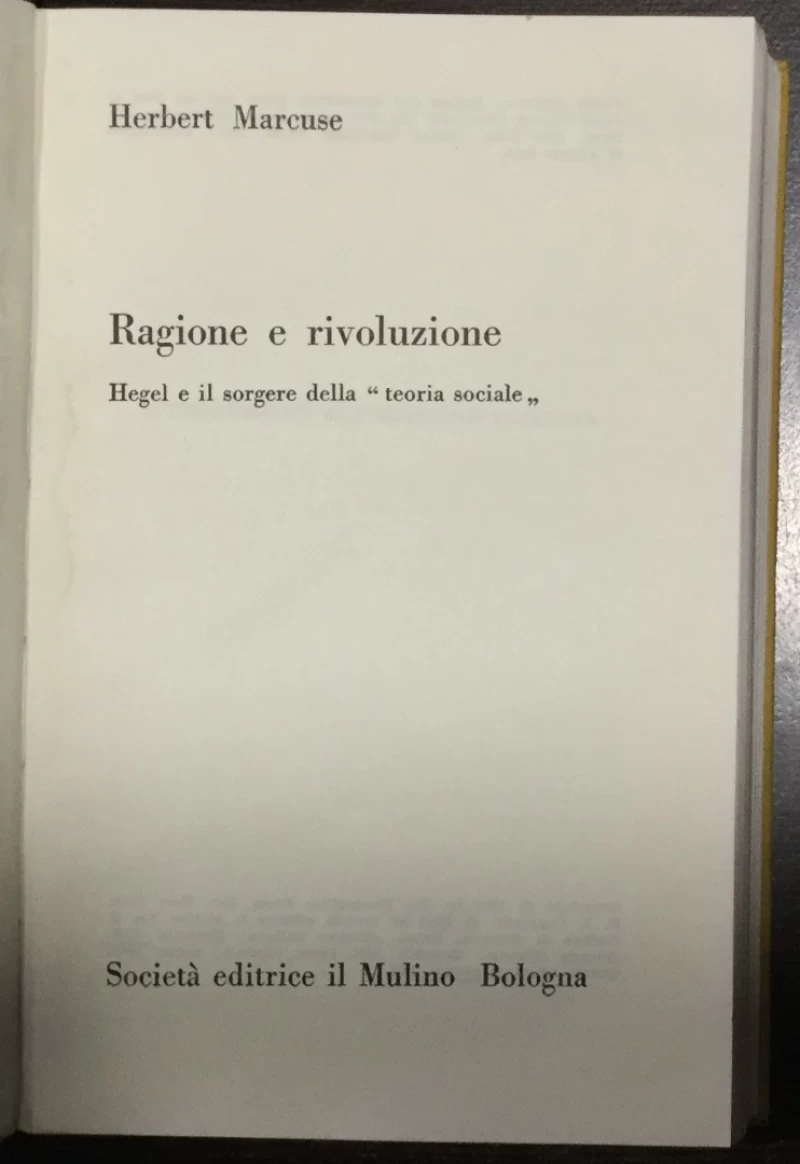 Herbert Marcuse
Ragione e rivoluzione
Hegel e il sorgere della “ teoria sociale „
Società editrice il Mulino Bologna